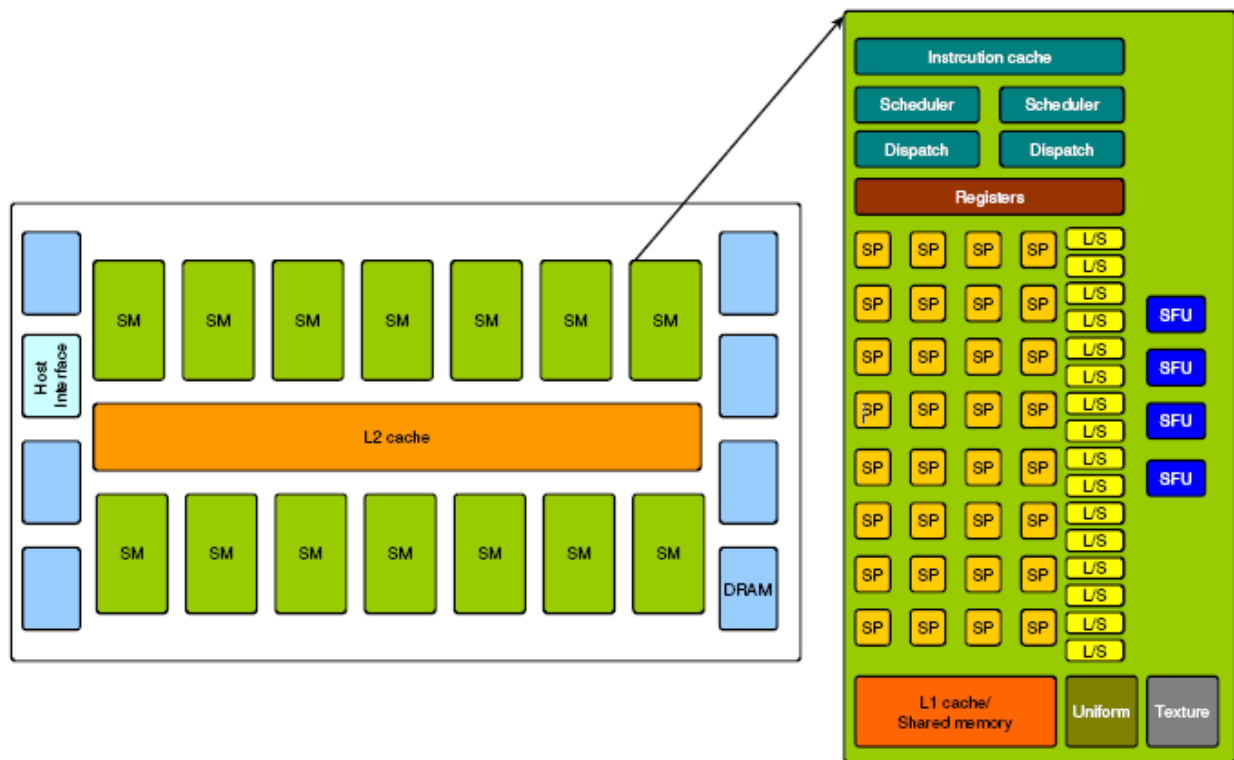 Instrcution cache
Scheduler Scheduler
Dispatch Dispatch
Registers
SP SP SP SP L/S
L/S
SP SP SP SP L/S
L/S
SFU
SP SP SP SP L/S
L/S
SFU
SP SP SP SP L/S
L/S
SFU
SP SP SP SP L/S
L/S
SFU
SP SP SP SP L/S
L/S
SP SP SP SP L/S
L/S
SP SP SP SP L/S
L/S
L1 cache/
Shared memory
Uniform
Texture
SM SM SM SM SM SM SM
Host
Interface
L2 cache
SM SM SM SM SM SM SM
DRAM